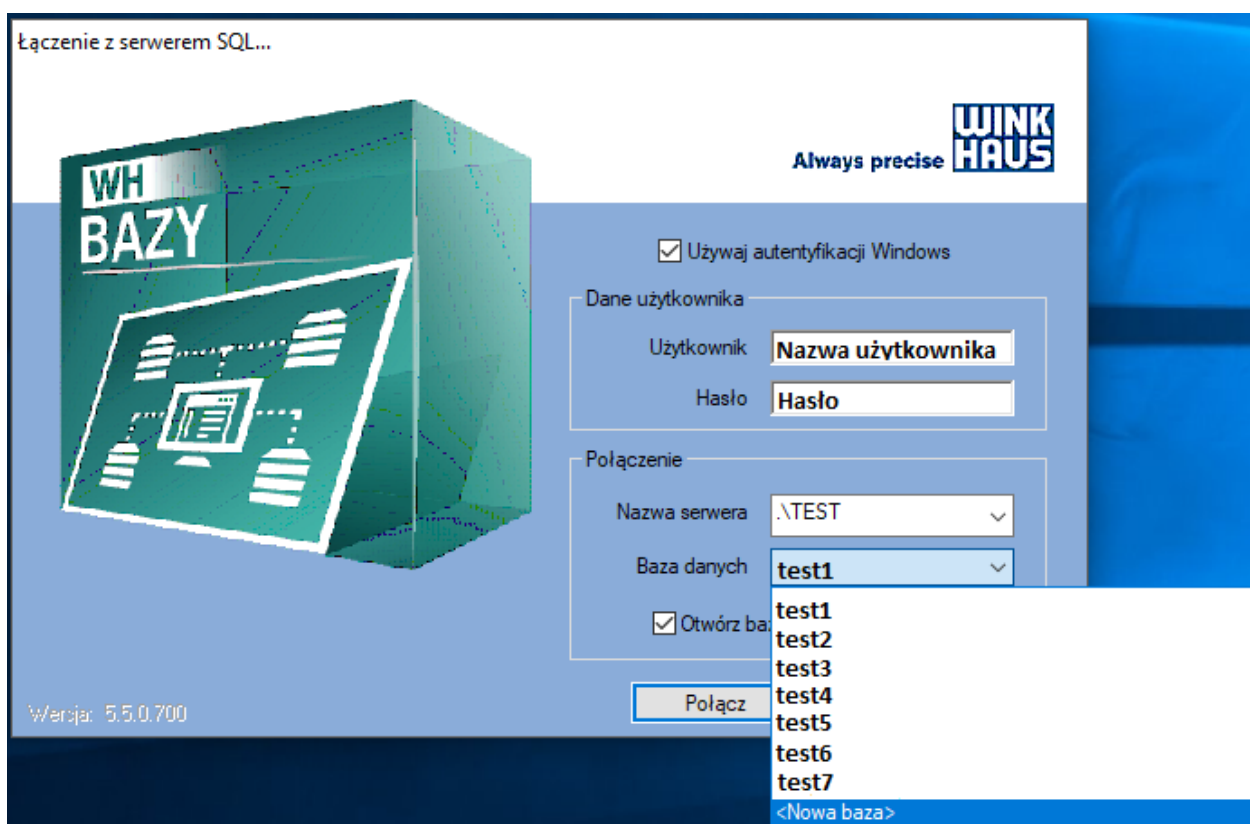 Łączenie z serwerem SQL...
WINK
HAUS
Always precise
WH
BAZY
Używaj autentyfikacji Windows
Dane użytkownika
Użytkownik Nazwa użytkownika
Hasło Hasło
Połączenie
Nazwa serwera .\TEST
Baza danych test1
test1
Otwórz
test2
test3
test4
Połącz
test5
test6
test7
<Nowa baza>
Wersja: 5.5.0.700